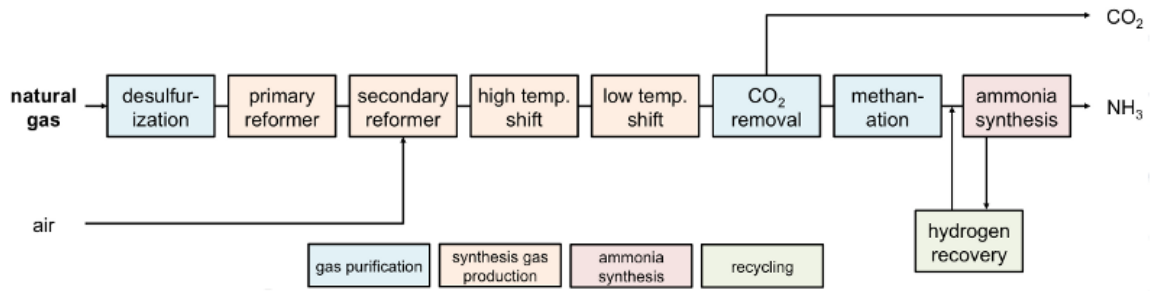 CO₂
natural
gas
desulfur-
ization
primary
reformer
secondary
reformer
high temp.
shift
low temp.
shift
CO₂
removal
methan-
ation
ammonia
synthesis
NH₃
air
hydrogen
recovery
gas purification
synthesis gas
production
ammonia
synthesis
recycling